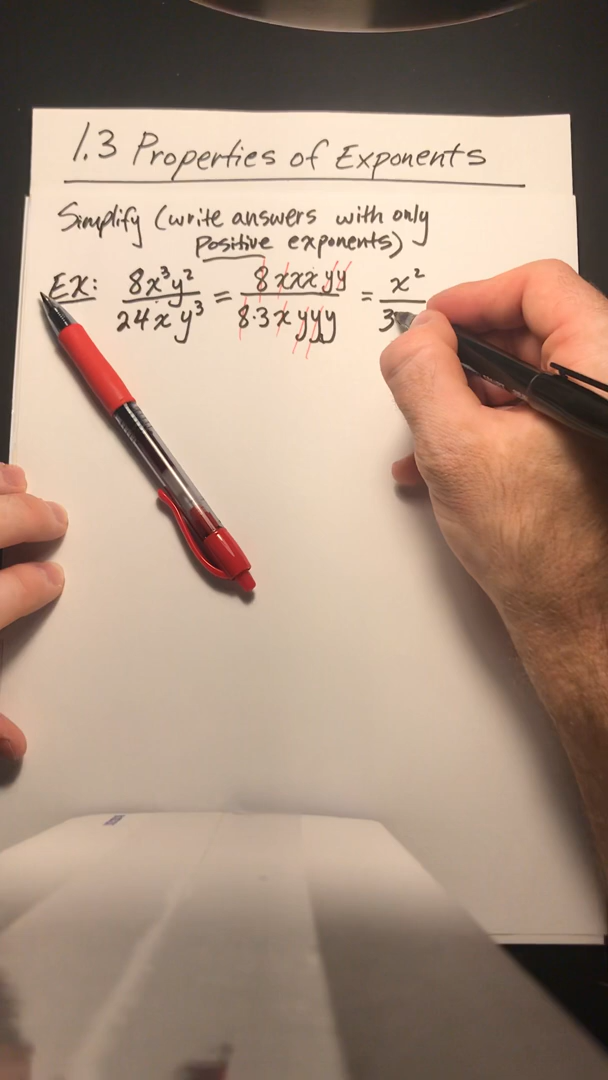 1.3 Properties of Exponents
Simplify (write answers with only
positive exponents)
EX: 8x³y²/24xy³ = 8xxxyy/8·3xyyy = x²/3